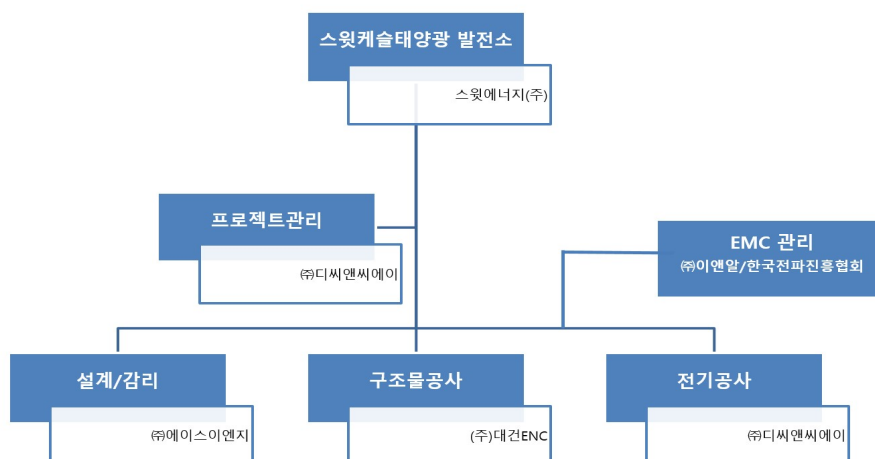 스윗케슬태양광 발전소
스윗에너지(주)
프로젝트관리
㈜디씨앤씨에이
EMC 관리
㈜이앤알/한국전파진흥협회
설계/감리
㈜에이스이엔지
구조물공사
(주)대건ENC
전기공사
㈜디씨앤씨에이